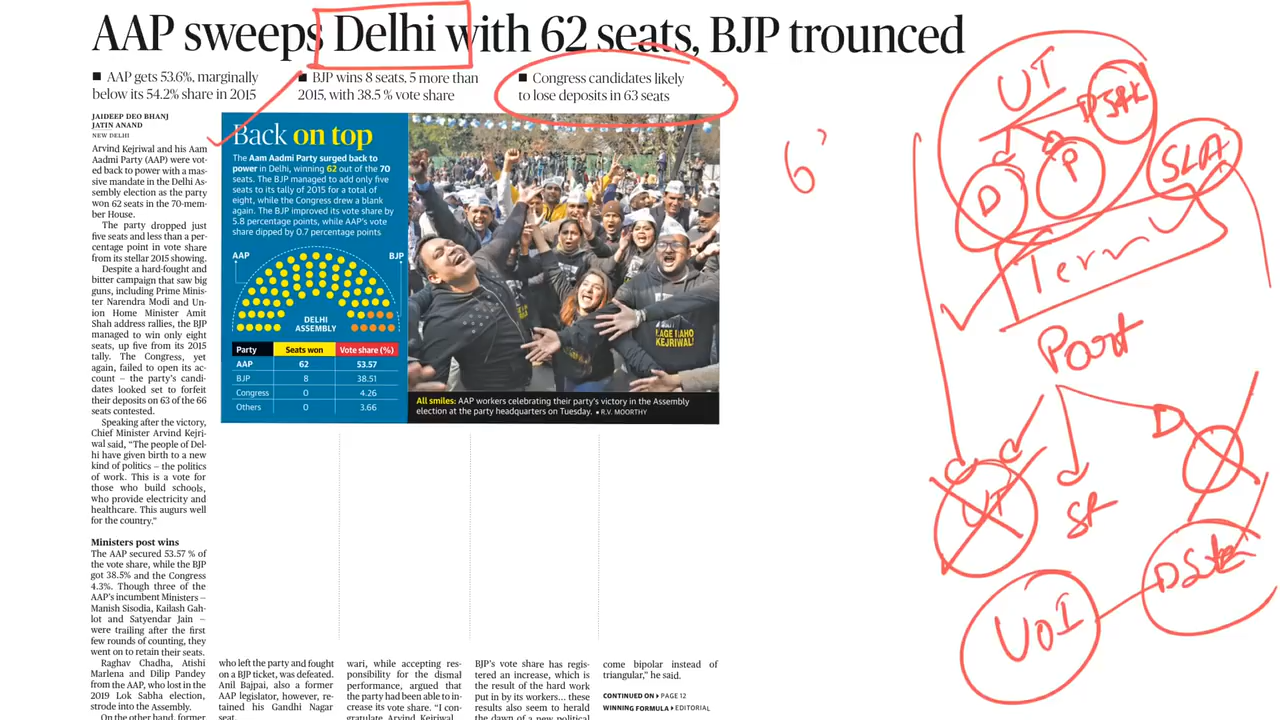 AAP sweeps Delhi with 62 seats, BJP trounced
■ AAP gets 53.6%, marginally
below its 54.2% share in 2015
■ BJP wins 8 seats, 5 more than
2015, with 38.5 % vote share
■ Congress candidates likely
to lose deposits in 63 seats
JAIDEEP DEO BHANJ
JATIN ANAND
NEW DELHI
Arvind Kejriwal and his Aam
Aadmi Party (AAP) were vot-
ed back to power with a mas-
sive mandate in the Delhi As-
sembly election as the party
won 62 seats in the 70-mem-
ber House.
The party dropped just
five seats and less than a per-
centage point in vote share
from its stellar 2015 showing.
Despite a hard-fought and
bitter campaign that saw big
guns, including Prime Minis-
ter Narendra Modi and Un-
ion Home Minister Amit
Shah address rallies, the BJP
managed to win only eight
seats, up five from its 2015
tally. The Congress, yet
again, failed to open its ac-
count – the party's candi-
dates looked set to forfeit
their deposits on 63 of the 66
seats contested.
Speaking after the victory,
Chief Minister Arvind Kejri-
wal said, “The people of Del-
hi have given birth to a new
kind of politics – the politics
of work. This is a vote for
those who build schools,
who provide electricity and
healthcare. This augurs well
for the country.”
Ministers post wins
The AAP secured 53.57 % of
the vote share, while the BJP
got 38.5% and the Congress
4.3%. Though three of the
AAP's incumbent Ministers –
Manish Sisodia, Kailash Gah-
lot and Satyendar Jain –
were trailing after the first
few rounds of counting, they
went on to retain their seats.
Raghav Chadha, Atishi
Marlena and Dilip Pandey
from the AAP, who lost in the
2019 Lok Sabha election,
strode into the Assembly.
On the other hand, former
Back on top
The Aam Aadmi Party surged back to
power in Delhi, winning 62 out of the 70
seats. The BJP managed to add only five
seats to its tally of 2015 for a total of
eight, while the Congress drew a blank
again. The BJP improved its vote share by
5.8 percentage points, while AAP's vote
share dipped by 0.7 percentage points
AAP
BJP
DELHI
ASSEMBLY
Party Seats won Vote share (%)
AAP 62 53.57
BJP 8 38.51
Congress 0 4.26
Others 0 3.66
LAGE RAHO
KEJRIWAL!
All smiles: AAP workers celebrating their party's victory in the Assembly
election at the party headquarters on Tuesday. ● R.V. MOORTHY
who left the party and fought
on a BJP ticket, was defeated.
Anil Bajpai, also a former
AAP legislator, however, re-
tained his Gandhi Nagar
seat.
wari, while accepting res-
ponsibility for the dismal
performance, argued that
the party had been able to in-
crease its vote share. “I con-
gratulate Arvind Kejriwal,
BJP's vote share has regis-
tered an increase, which is
the result of the hard work
put in by its workers... these
results also seem to herald
the dawn of a new political
come bipolar instead of
triangular,” he said.
CONTINUED ON ▸ PAGE 12
WINNING FORMULA ▸ EDITORIAL
UT
D
P
SLA
6
UT
St
D
UOI